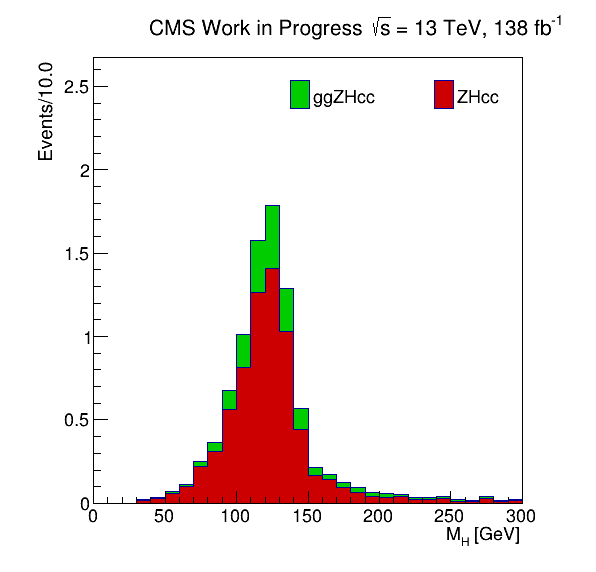 CMS Work in Progress √s = 13 TeV, 138 fb⁻¹
Events/10.0
ggZHcc
ZHcc
2.5
2
1.5
1
0.5
0
0 50 100 150 200 250 300
M_H [GeV]